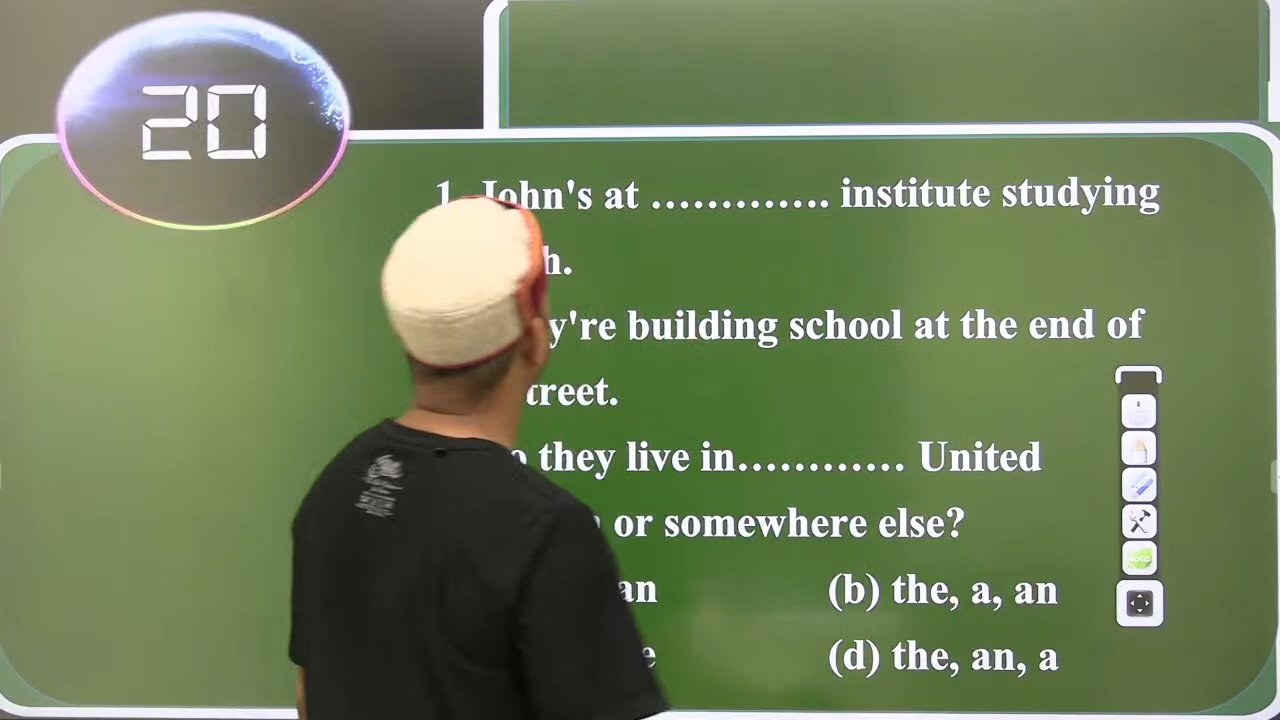 20
1. John's at …………. institute studying
h.
y're building school at the end of
treet.
o they live in………… United
or somewhere else?
an (b) the, a, an
e (d) the, an, a